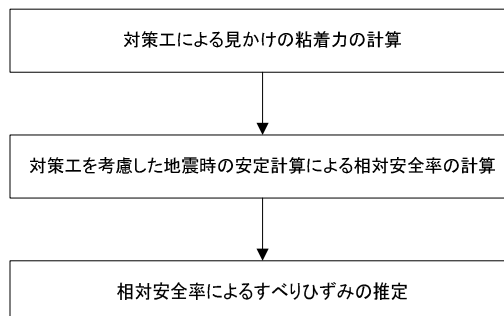 対策工による見かけの粘着力の計算
対策工を考慮した地震時の安定計算による相対安全率の計算
相対安全率によるすべりひずみの推定